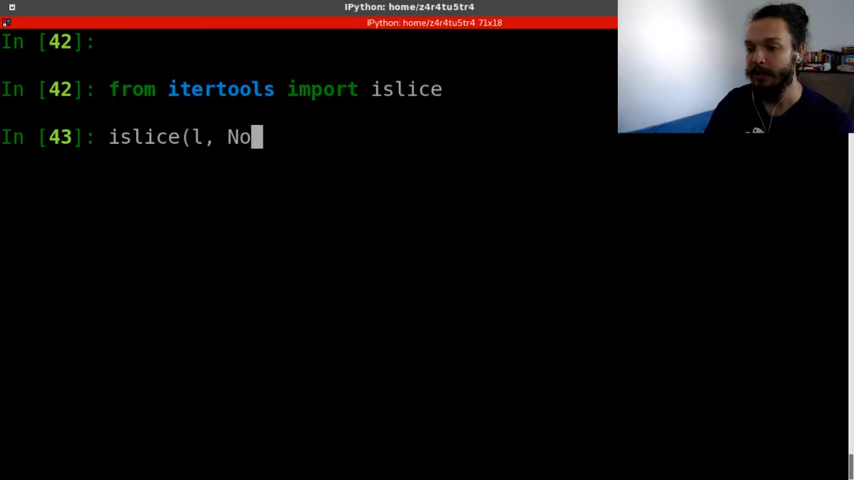 IPython: home/z4r4tu5tr4
IPython: home/z4r4tu5tr4 71x18
In [42]:
In [42]: from itertools import islice
In [43]: islice(l, No